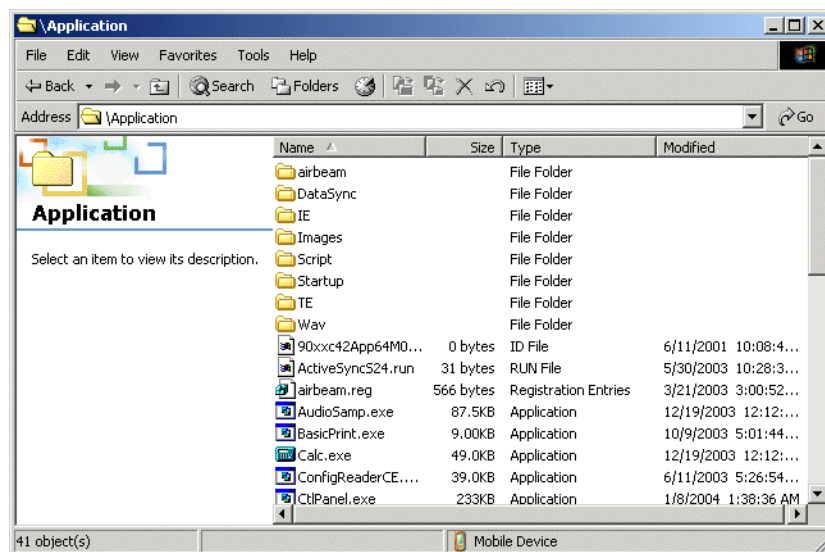 \Application
File Edit View Favorites Tools Help
Back Search Folders
Address \Application Go
Name Size Type Modified
Application
Select an item to view its description.
airbeam File Folder
DataSync File Folder
IE File Folder
Images File Folder
Script File Folder
Startup File Folder
TE File Folder
Wav File Folder
90xxc42App64M0... 0 bytes ID File 6/11/2001 10:08:4...
ActiveSyncS24.run 31 bytes RUN File 5/30/2003 10:28:3...
airbeam.reg 566 bytes Registration Entries 3/21/2003 3:00:52...
AudioSamp.exe 87.5KB Application 12/19/2003 12:12:...
BasicPrint.exe 9.00KB Application 10/9/2003 5:01:44...
Calc.exe 49.0KB Application 12/19/2003 12:12:...
ConfigReaderCE.... 39.0KB Application 6/11/2003 5:26:54...
CtlPanel.exe 233KB Application 1/8/2004 1:38:36 AM
41 object(s) Mobile Device